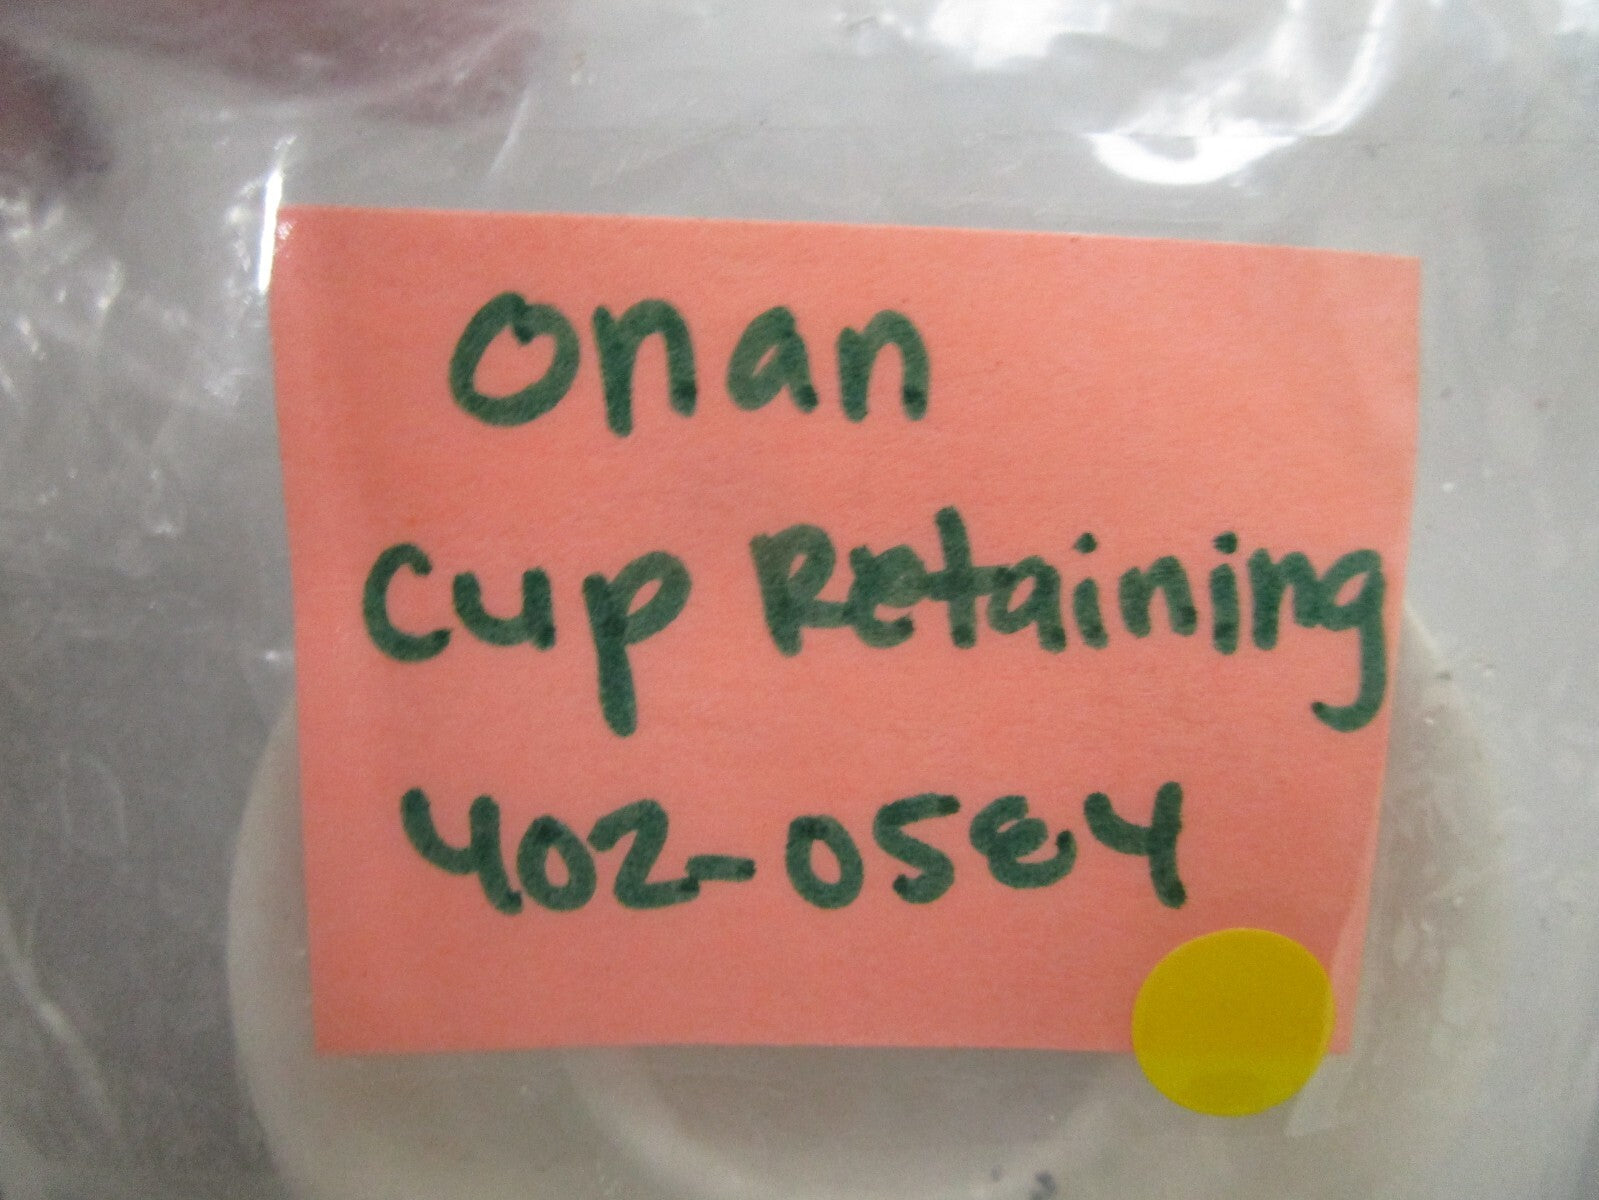 Onan
Cup Retaining
402-0584